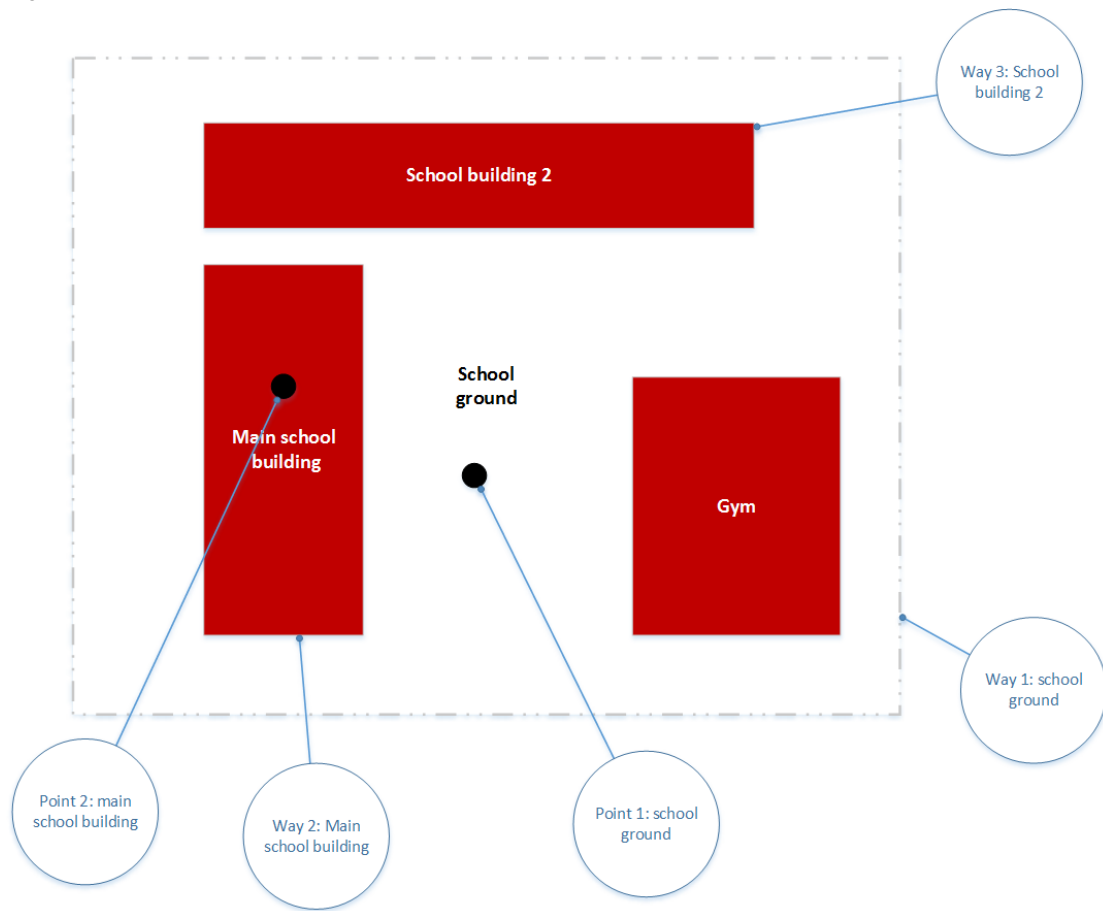 Way 3: School
building 2
School building 2
School
ground
Main school
building
Gym
Way 1: school
ground
Point 2: main
school building
Way 2: Main
school building
Point 1: school
ground